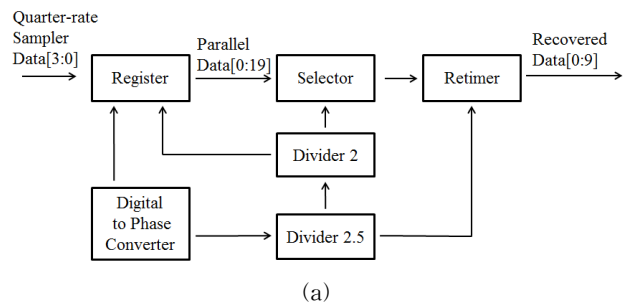 Quarter-rate
Sampler
Data[3:0]
Register
Parallel
Data[0:19]
Selector
Retimer
Recovered
Data[0:9]
Divider 2
Digital
to Phase
Converter
Divider 2.5
(a)